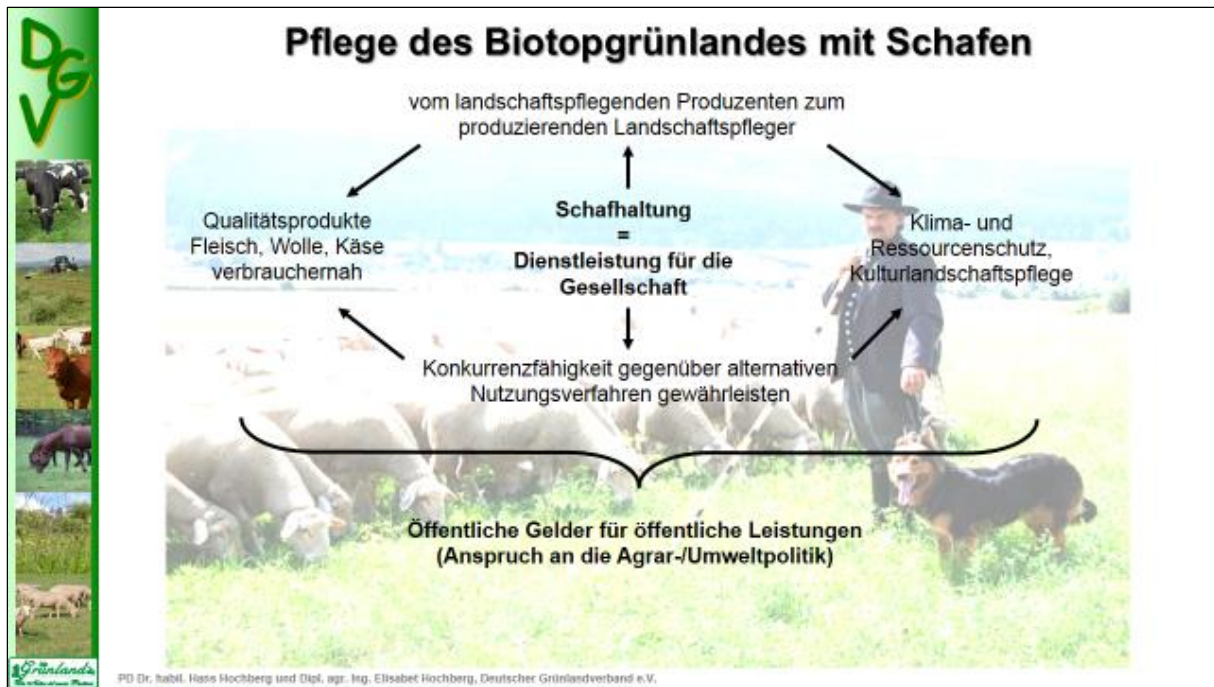 DGV
Pflege des Biotopgrünlandes mit Schafen
vom landschaftspflegenden Produzenten zum
produzierenden Landschaftspfleger
Qualitätsprodukte
Fleisch, Wolle, Käse
verbrauchernah
Schafhaltung
=
Dienstleistung für die
Gesellschaft
Klima- und
Ressourcenschutz,
Kulturlandschaftspflege
Konkurrenzfähigkeit gegenüber alternativen
Nutzungsverfahren gewährleisten
Öffentliche Gelder für öffentliche Leistungen
(Anspruch an die Agrar-/Umweltpolitik)
Grünland
PD Dr. habil. Hans Hochberg und Dipl. agr. Ing. Elisabet Hochberg, Deutscher Grünlandverband e.V.